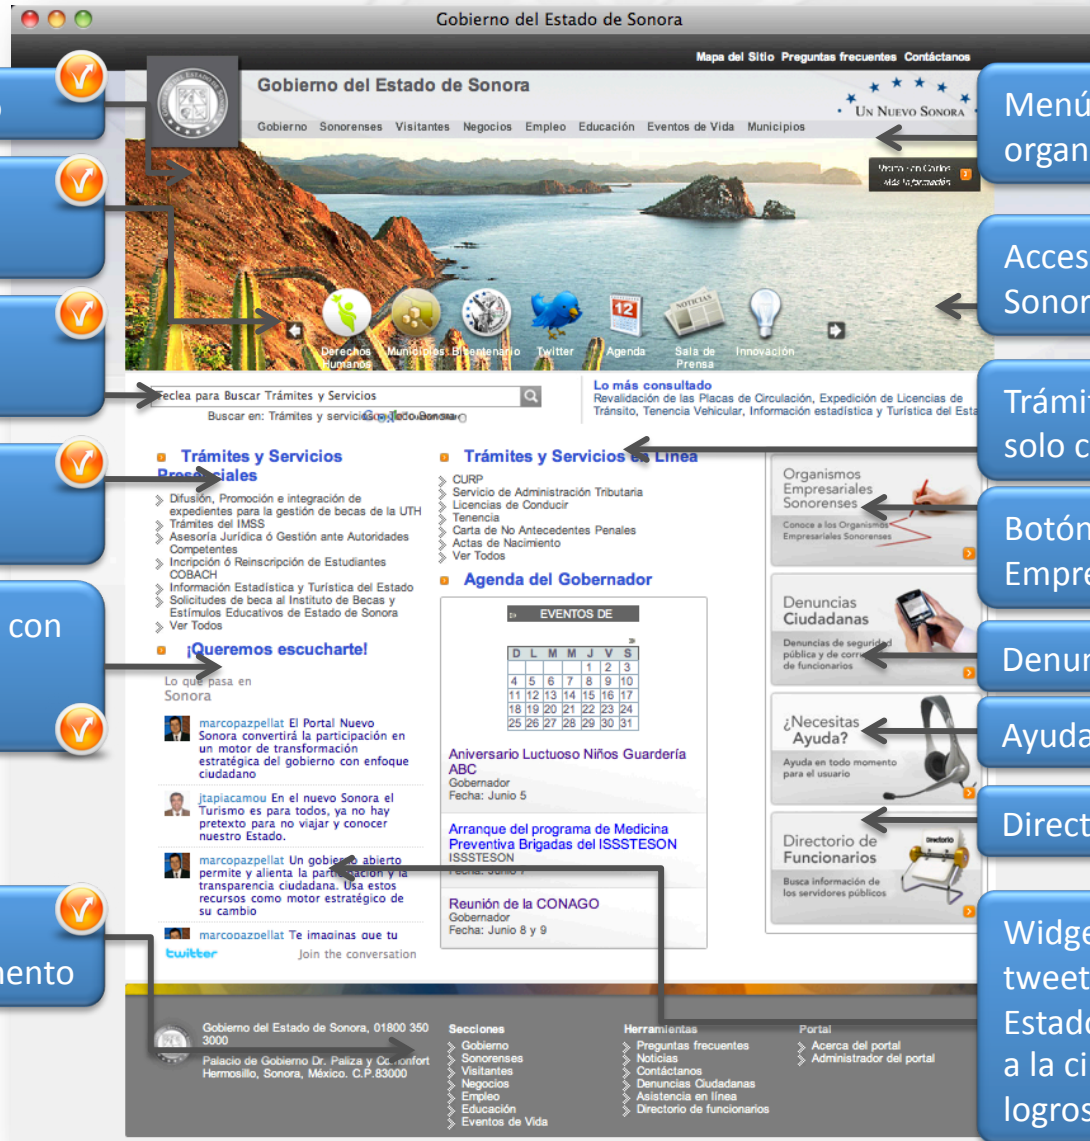 Gobierno del Estado de Sonora
Mapa del Sitio Preguntas frecuentes Contáctanos
Gobierno del Estado de Sonora
UN NUEVO SONORA
Gobierno Sonorenses Visitantes Negocios Empleo Educación Eventos de Vida Municipios
Más Información
Derechos Humanos
Municipios
Bicentenario
Twitter
Agenda
NOTICIAS
12
Sala de Prensa
Innovación
Teclea para Buscar Trámites y Servicios
Buscar en: Trámites y servicios
Lo más consultado
Revalidación de las Placas de Circulación, Expedición de Licencias de
Tránsito, Tenencia Vehicular, Información estadística y Turística del Esta
Trámites y Servicios
Presenciales
Difusión, Promoción e integración de
expedientes para la gestión de becas de la UTH
Trámites del IMSS
Asesoría Jurídica ó Gestión ante Autoridades
Competentes
Incripción ó Reinscripción de Estudiantes
COBACH
Información Estadística y Turística del Estado
Solicitudes de beca al Instituto de Becas y
Estímulos Educativos de Estado de Sonora
Ver Todos
¡Queremos escucharte!
Lo que pasa en
Sonora
marcopazpellat El Portal Nuevo
Sonora convertirá la participación en
un motor de transformación
estratégica del gobierno con enfoque
ciudadano
jtapiacamou En el nuevo Sonora el
Turismo es para todos, ya no hay
pretexto para no viajar y conocer
nuestro Estado.
marcopazpellat Un gobierno abierto
permite y alienta la participación y la
transparencia ciudadana. Usa estos
recursos como motor estratégico de
su cambio
marcopazpellat Te imaginas que tu
twitter Join the conversation
Trámites y Servicios en Línea
CURP
Servicio de Administración Tributaria
Licencias de Conducir
Tenencia
Carta de No Antecedentes Penales
Actas de Nacimiento
Ver Todos
Agenda del Gobernador
EVENTOS DE
»
D L M M J V S
1 2 3
4 5 6 7 8 9 10
11 12 13 14 15 16 17
18 19 20 21 22 23 24
25 26 27 28 29 30 31
Aniversario Luctuoso Niños Guardería
ABC
Gobernador
Fecha: Junio 5
Arranque del programa de Medicina
Preventiva Brigadas del ISSSTESON
ISSSTESON
Fecha: Junio 7
Reunión de la CONAGO
Gobernador
Fecha: Junio 8 y 9
Organismos
Empresariales
Sonorenses
Conoce a los Organismos
Empresariales Sonorenses
Denuncias
Ciudadanas
Denuncias de seguridad
pública y de
de funcionarios
¿Necesitas
Ayuda?
Ayuda en todo momento
para el usuario
Directorio de
Funcionarios
Directorio
Busca información de
los servidores públicos
Gobierno del Estado de Sonora, 01800 350
3000
Palacio de Gobierno Dr. Paliza y Comonfort
Hermosillo, Sonora, México. C.P.83000
Secciones
Gobierno
Sonorenses
Visitantes
Negocios
Empleo
Educación
Eventos de Vida
Herramientas
Preguntas frecuentes
Noticias
Contáctanos
Denuncias Ciudadanas
Asistencia en línea
Directorio de funcionarios
Portal
Acerca del portal
Administrador del portal
con
Menú
organ
Acces
Sonor
Trámit
solo c
Botón
Empre
Denun
Ayuda
Direct
Widge
tweet
Estado
a la ci
logros